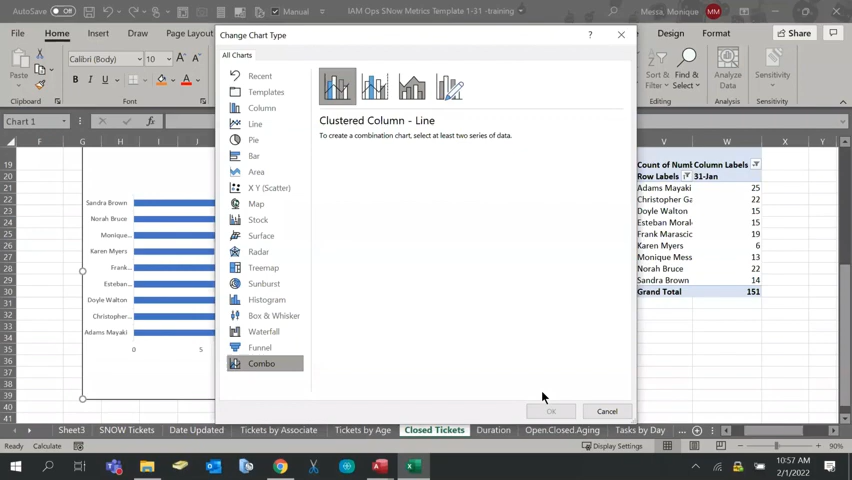 AutoSave Off Manual IAM Ops SNow Metrics Template 1-31 -training Messa, Monique MM
File Home Insert Draw Page Layout Design Format Share
Change Chart Type ? ×
All Charts
Recent
Templates
Column
Line
Pie
Bar
Area
X Y (Scatter)
Map
Stock
Surface
Radar
Treemap
Sunburst
Histogram
Box & Whisker
Waterfall
Funnel
Combo
Clustered Column - Line
To create a combination chart, select at least two series of data.
OK Cancel
Calibri (Body) 10
B I U
Paste
Clipboard
Sort & Filter
Find & Select
Analyze Data
Sensitivity
Editing Analysis Sensitivity
Chart 1 fx
F G H I V W X Y
19 Count of Numb Column Labels
20 Row Labels 31-Jan
21 Adams Mayaki 25
22 Christopher Ga 22
23 Doyle Walton 15
24 Esteban Moral 15
25 Frank Marascic 19
26 Karen Myers 6
27 Monique Mess 13
28 Norah Bruce 22
29 Sandra Brown 14
30 Grand Total 151
31
32
33
34
35
36
37
38
39
40
41
Sandra Brown
Norah Bruce
Monique...
Karen Myers
Frank...
Esteban...
Doyle Walton
Christopher...
Adams Mayaki
0 5
Sheet3 SNOW Tickets Date Updated Tickets by Associate Tickets by Age Closed Tickets Duration Open.Closed.Aging Tasks by Day
Ready Calculate Display Settings 90%
10:57 AM
2/1/2022